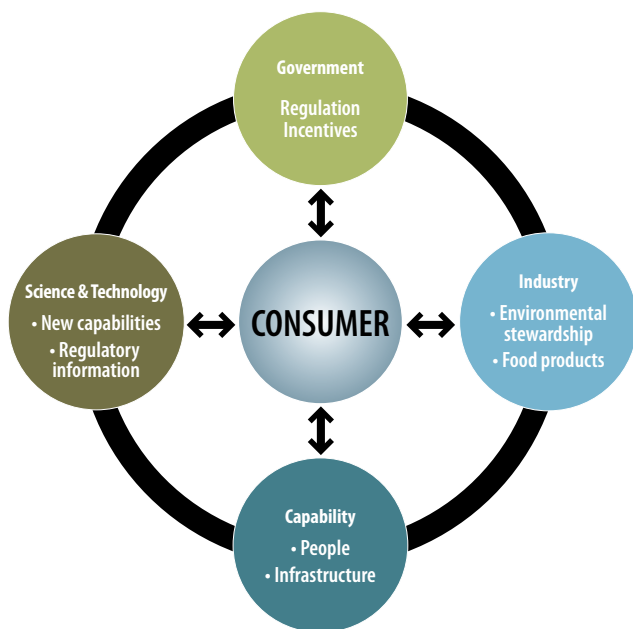 Government
Regulation
Incentives
Science & Technology
• New capabilities
• Regulatory
information
CONSUMER
Industry
• Environmental
stewardship
• Food products
Capability
• People
• Infrastructure